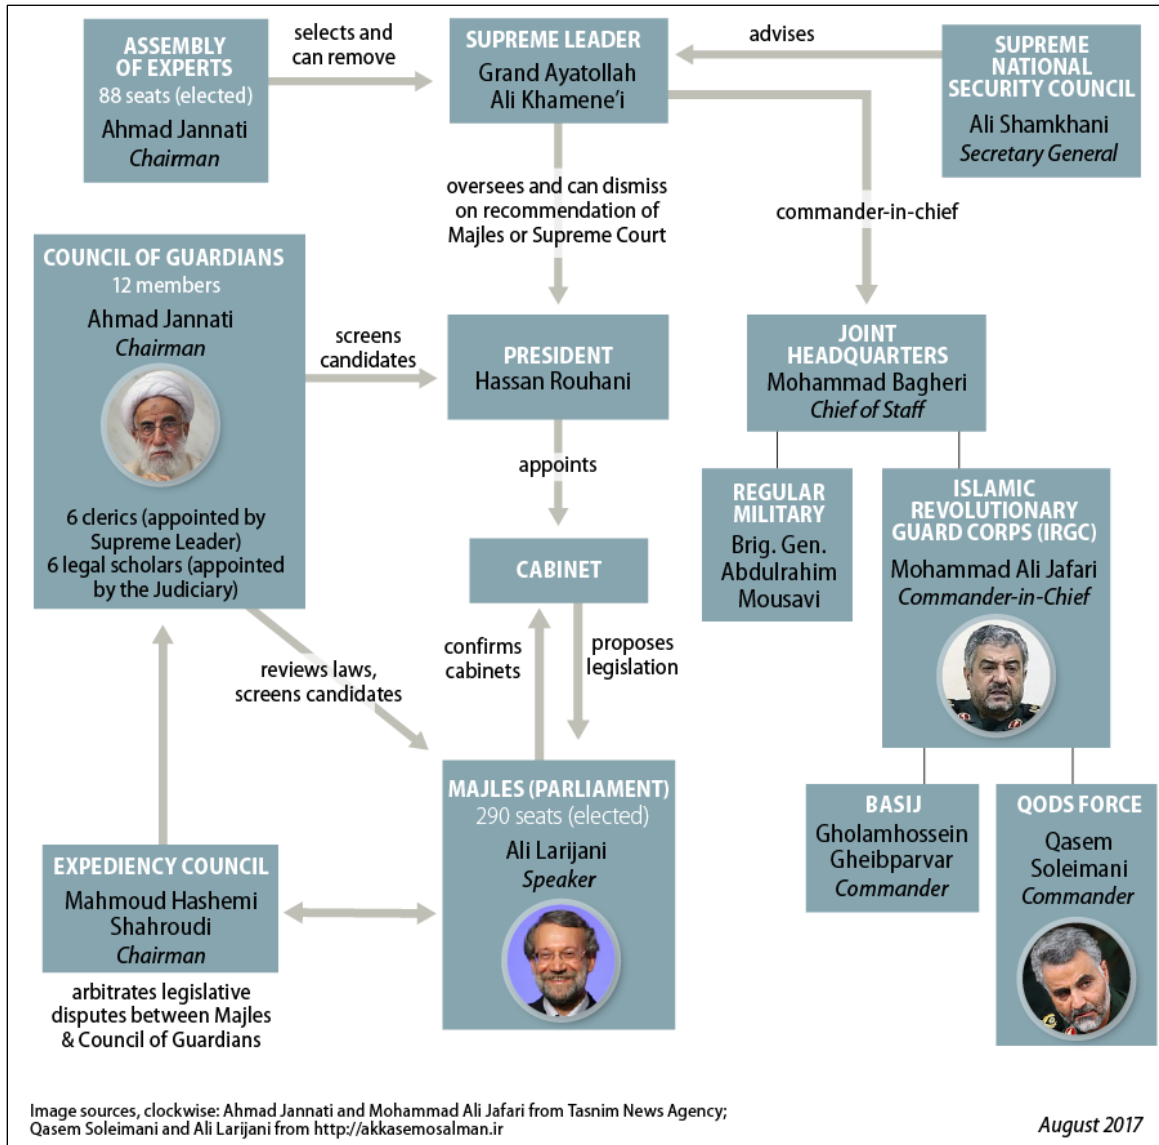 ASSEMBLY
OF EXPERTS
88 seats (elected)
Ahmad Jannati
Chairman
selects and
can remove
SUPREME LEADER
Grand Ayatollah
Ali Khamene’i
advises
SUPREME
NATIONAL
SECURITY COUNCIL
Ali Shamkhani
Secretary General
oversees and can dismiss
on recommendation of
Majles or Supreme Court
commander-in-chief
COUNCIL OF GUARDIANS
12 members
Ahmad Jannati
Chairman
6 clerics (appointed by
Supreme Leader)
6 legal scholars (appointed
by the Judiciary)
screens
candidates
PRESIDENT
Hassan Rouhani
JOINT
HEADQUARTERS
Mohammad Bagheri
Chief of Staff
appoints
REGULAR
MILITARY
Brig. Gen.
Abdulrahim
Mousavi
ISLAMIC
REVOLUTIONARY
GUARD CORPS (IRGC)
Mohammad Ali Jafari
Commander-in-Chief
CABINET
reviews laws,
screens candidates
confirms
cabinets
proposes
legislation
MAJLES (PARLIAMENT)
290 seats (elected)
Ali Larijani
Speaker
BASIJ
Gholamhossein
Gheibparvar
Commander
QODS FORCE
Qasem
Soleimani
Commander
EXPEDIENCY COUNCIL
Mahmoud Hashemi
Shahroudi
Chairman
arbitrates legislative
disputes between Majles
& Council of Guardians
Image sources, clockwise: Ahmad Jannati and Mohammad Ali Jafari from Tasnim News Agency;
Qasem Soleimani and Ali Larijani from http://akkasemosalman.ir
August 2017